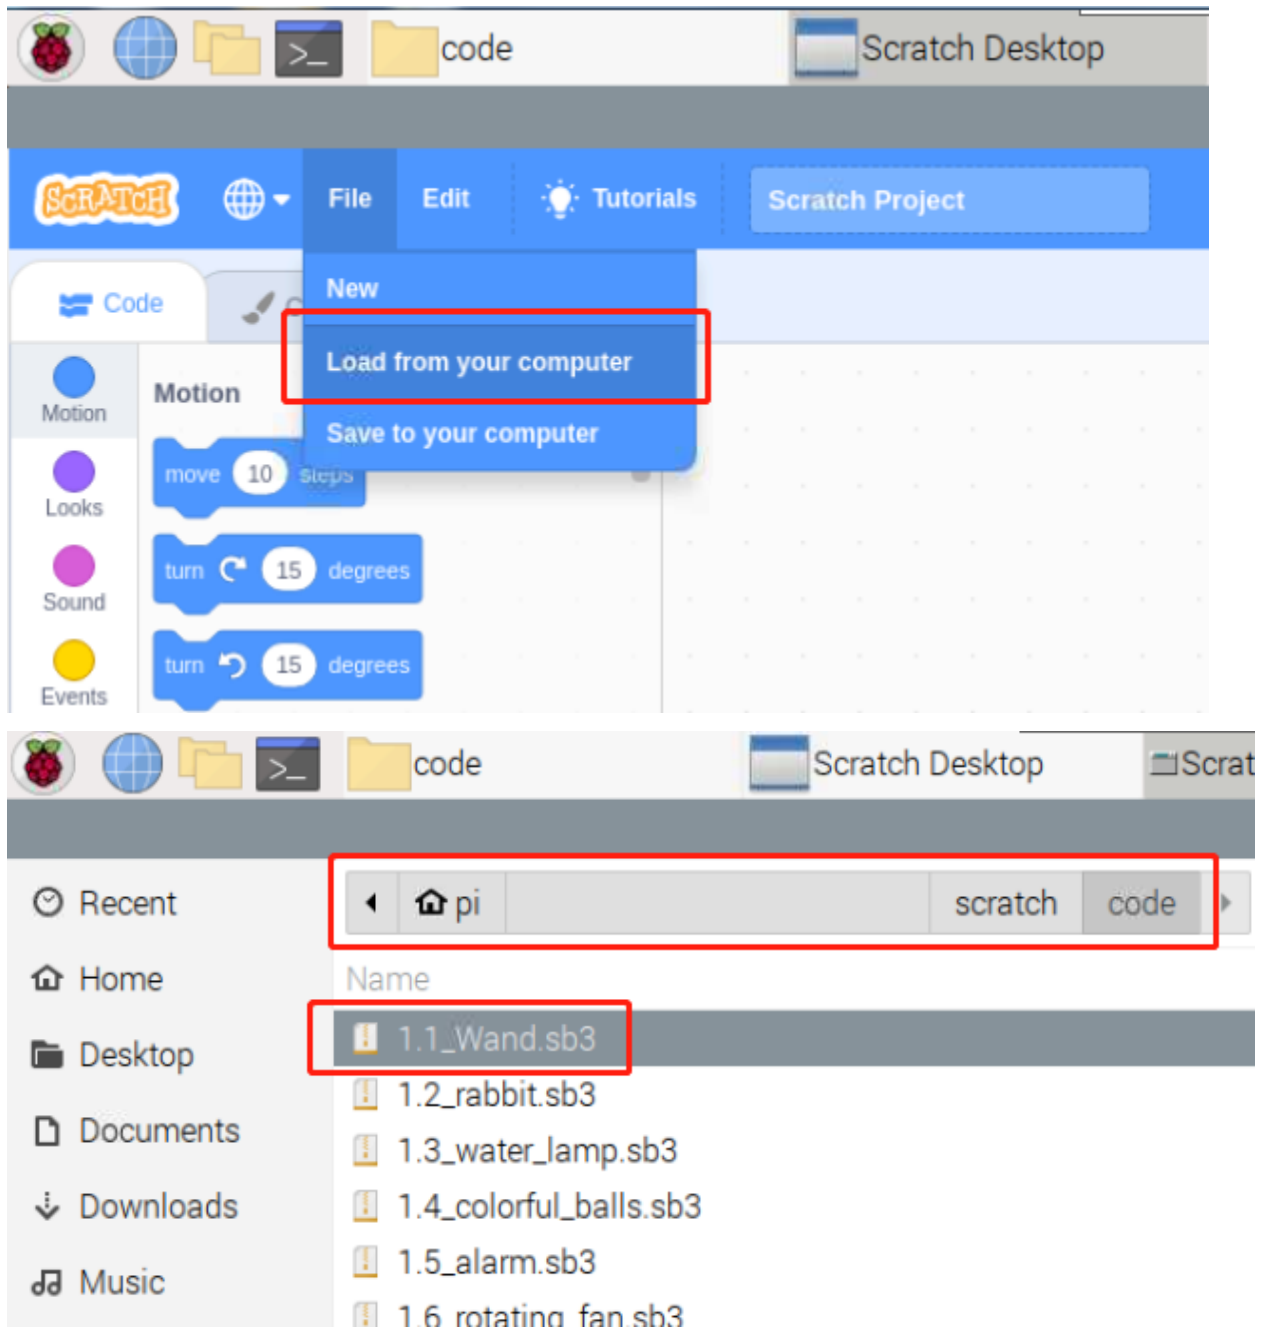 code Scratch Desktop
SCRATCH File Edit Tutorials Scratch Project
Code C New
Load from your computer
Motion Motion
Save to your computer
move 10 steps
Looks
turn 15 degrees
Sound
turn 15 degrees
Events
code Scratch Desktop Scrat
Recent pi scratch code
Home Name
1.1_Wand.sb3
Desktop
1.2_rabbit.sb3
Documents
1.3_water_lamp.sb3
Downloads 1.4_colorful_balls.sb3
1.5_alarm.sb3
Music
1.6_rotating_fan.sb3